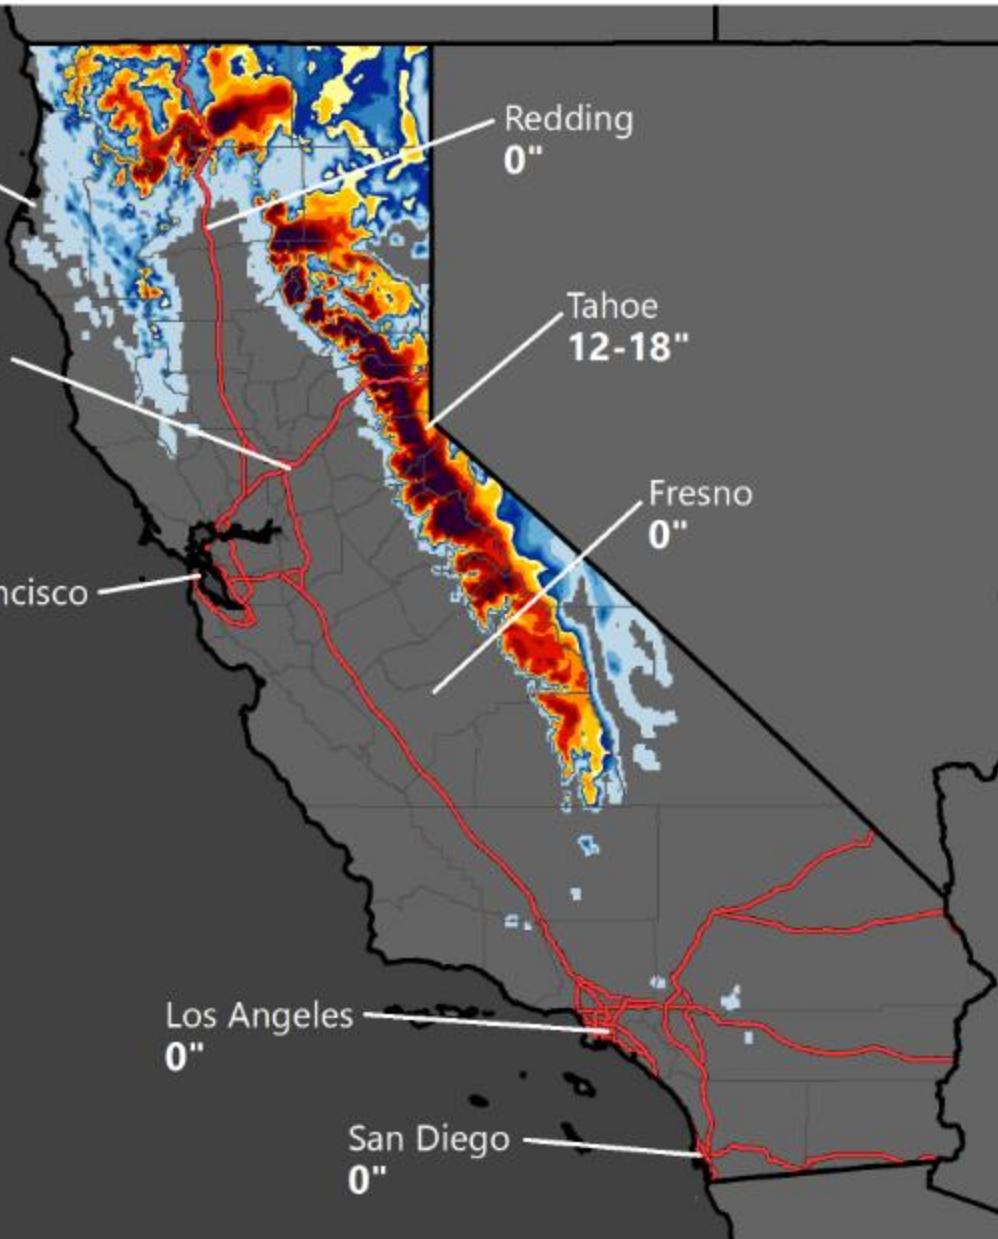 Redding
0"
Tahoe
12-18"
Fresno
0"
ncisco
Los Angeles
0"
San Diego
0"